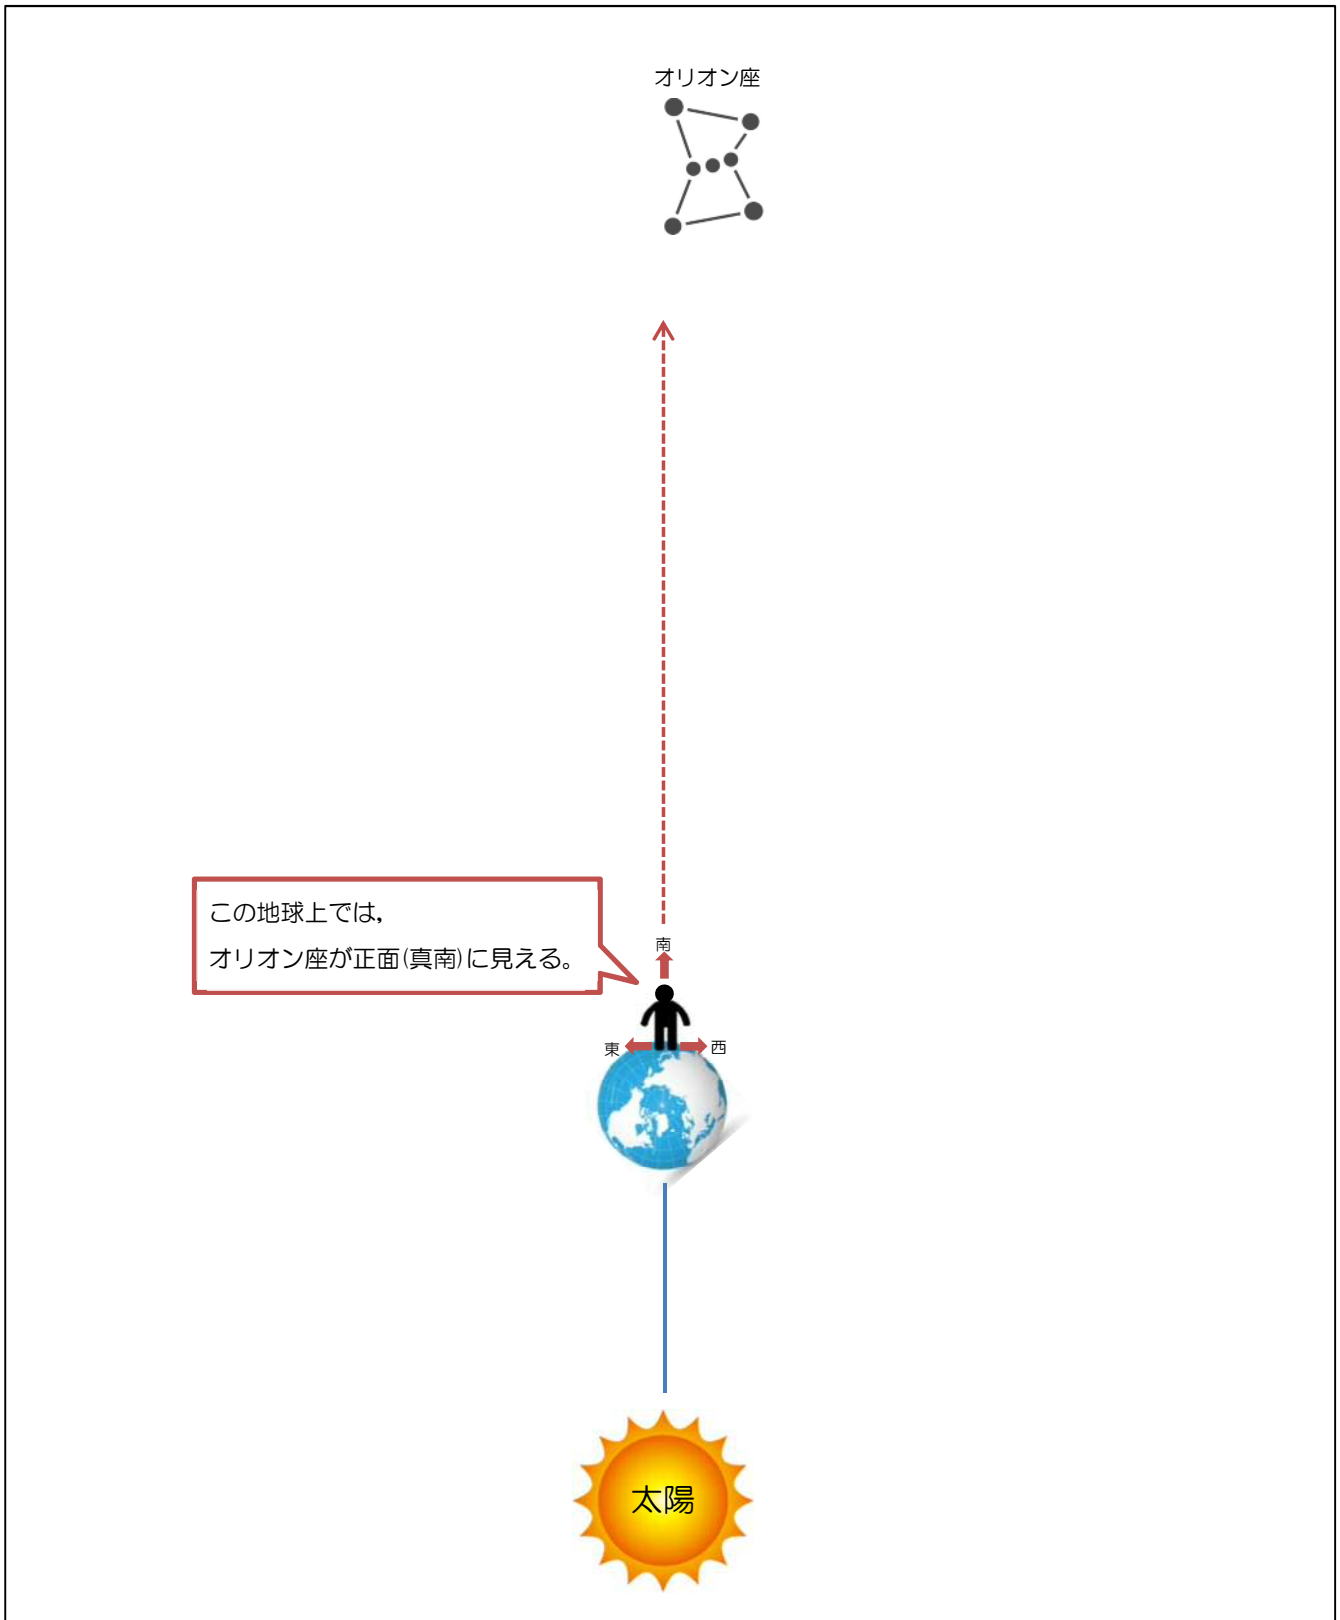 オリオン座
この地球上では,
オリオン座が正面(真南)に見える。
南
東
西
太陽